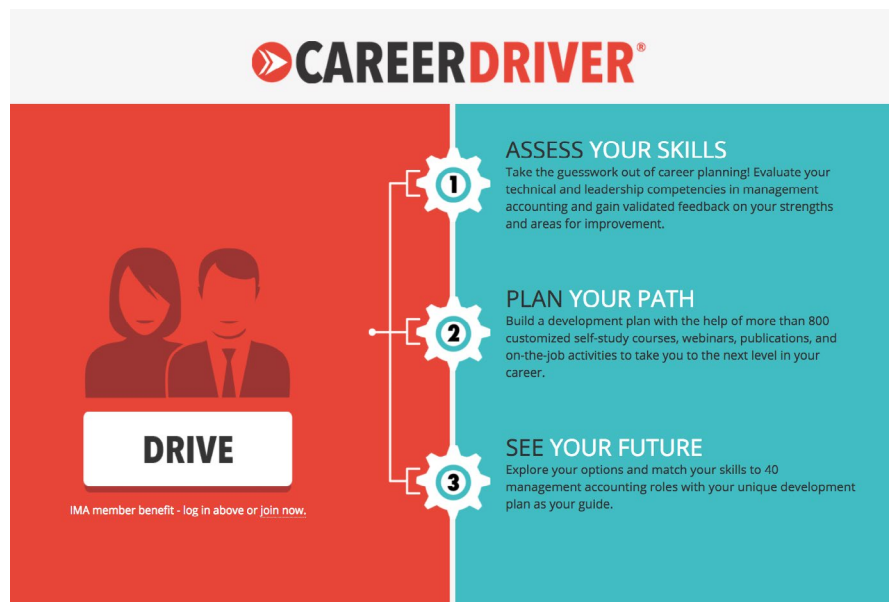 CAREERDRIVER®
DRIVE
IMA member benefit - log in above or join now.
1
ASSESS YOUR SKILLS
Take the guesswork out of career planning! Evaluate your
technical and leadership competencies in management
accounting and gain validated feedback on your strengths
and areas for improvement.
2
PLAN YOUR PATH
Build a development plan with the help of more than 800
customized self-study courses, webinars, publications, and
on-the-job activities to take you to the next level in your
career.
3
SEE YOUR FUTURE
Explore your options and match your skills to 40
management accounting roles with your unique development
plan as your guide.